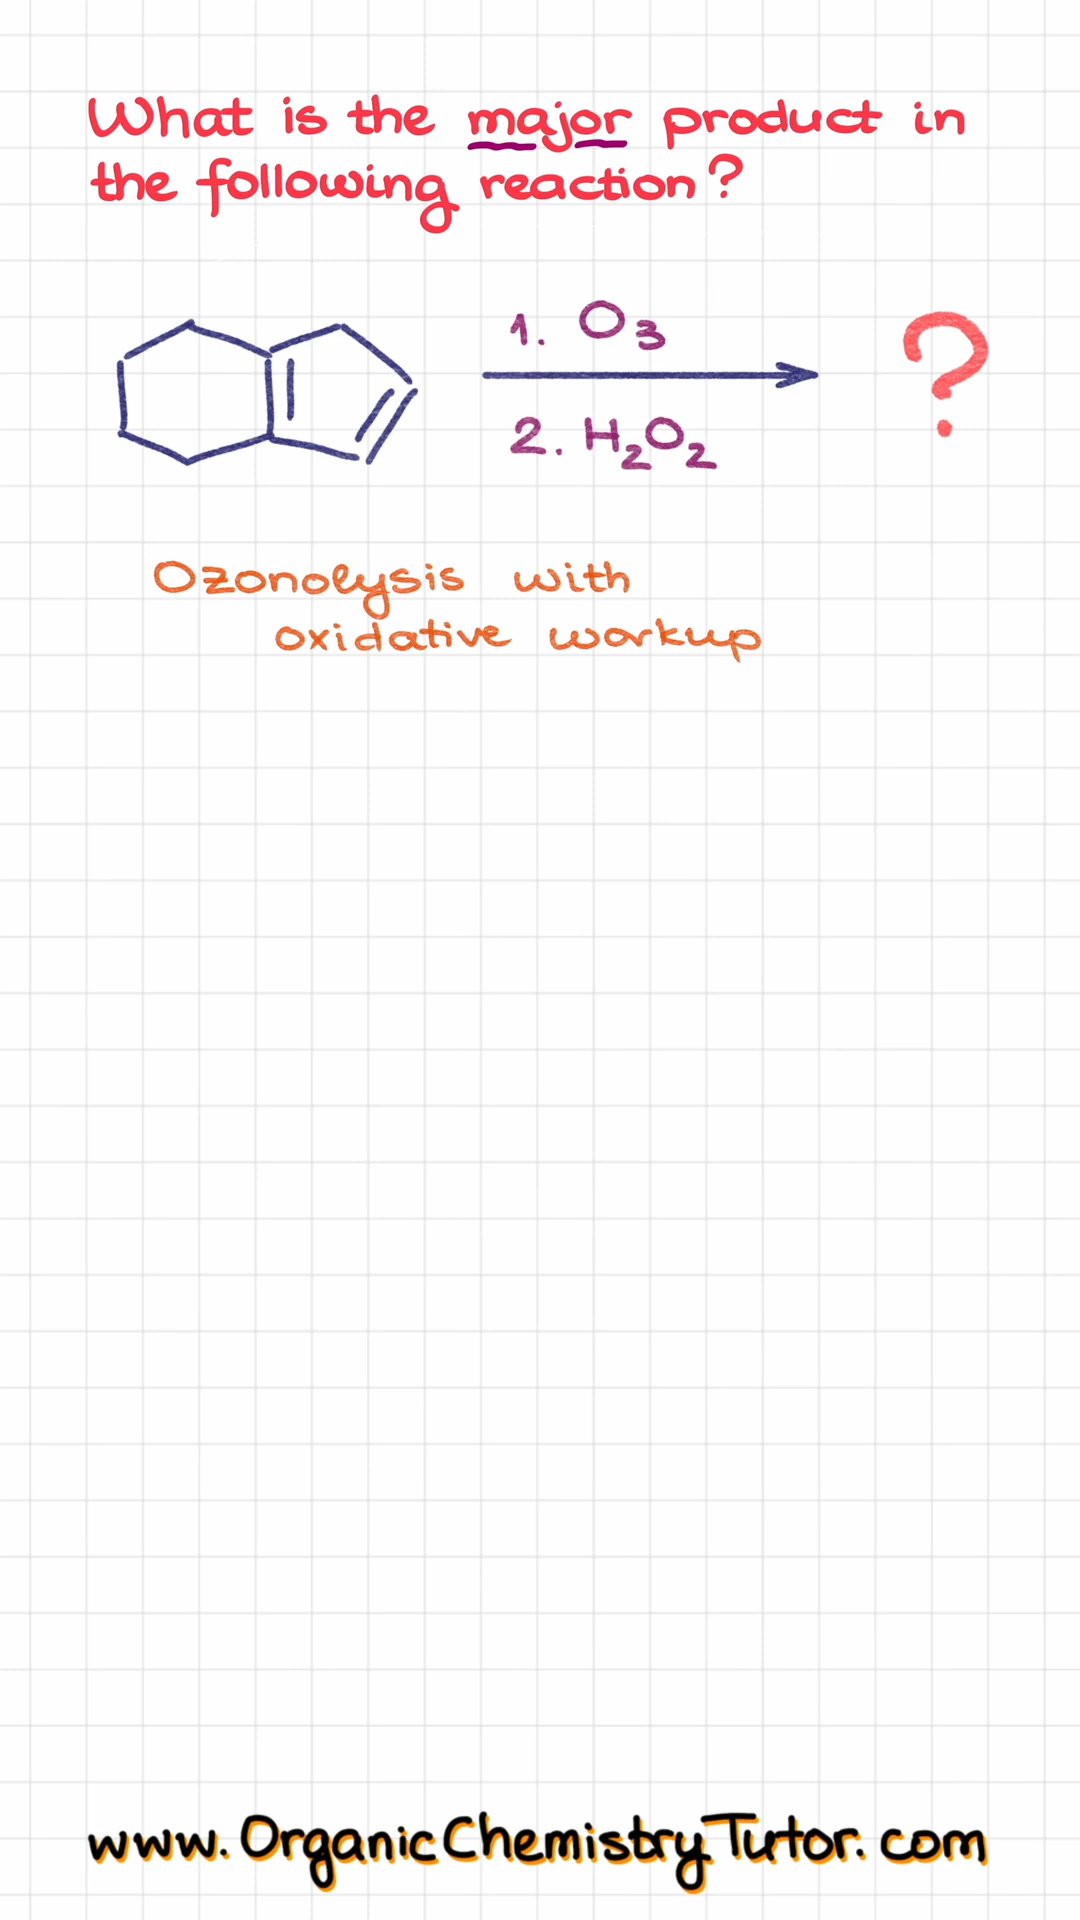 What is the major product in
the following reaction?
1. O₃
2. H₂O₂
?
Ozonolysis with
oxidative workup
www.OrganicChemistryTutor.com